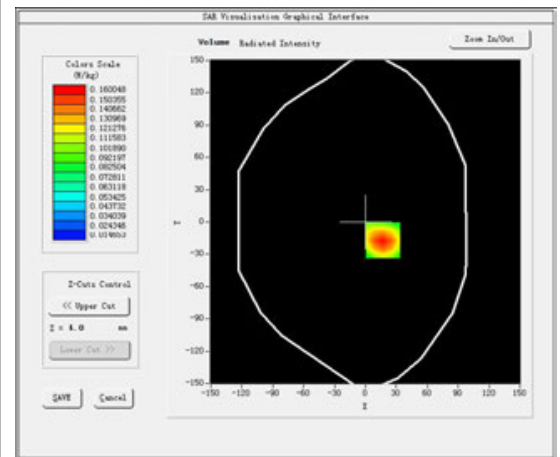 SAR Visualisation Graphical Interface
Volume Radiated Intensity
Zoom In/Out
Colors Scale
(W/kg)
0.160048
0.150355
0.140662
0.130969
0.121276
0.111583
0.101890
0.092197
0.082504
0.072811
0.063118
0.053425
0.043732
0.034039
0.024346
0.014653
Z-Cuts Control
<< Upper Cut
Z = 4.0 mm
Lower Cut >>
SAVE Cancel
150
120
90
60
30
Y 0
-30
-60
-90
-120
-150
-150 -120 -90 -60 -30 0 30 60 90 120 150
X